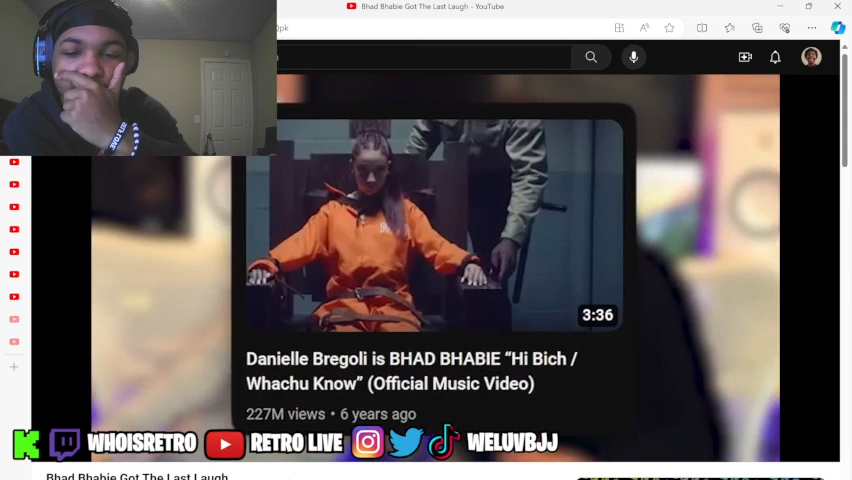 Bhad Bhabie Got The Last Laugh - YouTube
pk
3:36
Danielle Bregoli is BHAD BHABIE “Hi Bich /
Whachu Know” (Official Music Video)
227M views • 6 years ago
WHOISRETRO RETRO LIVE WELUVBJJ
Bhad Bhabie Got The Last Laugh